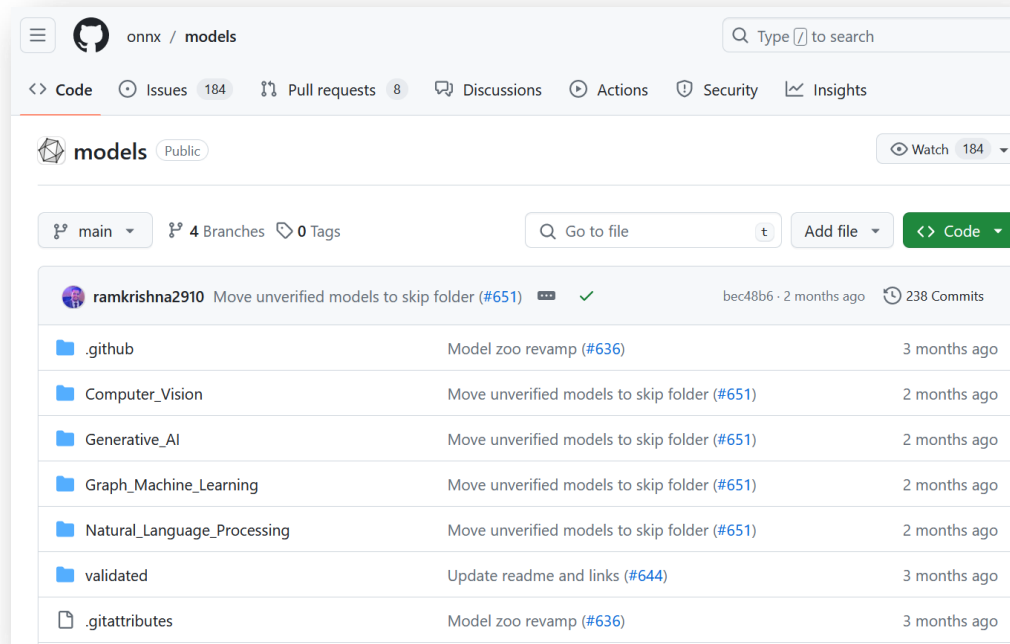 onnx / models
Type / to search
Code Issues 184 Pull requests 8 Discussions Actions Security Insights
models Public
Watch 184
main 4 Branches 0 Tags Go to file t Add file Code
ramkrishna2910 Move unverified models to skip folder (#651) bec48b6 · 2 months ago 238 Commits
.github Model zoo revamp (#636) 3 months ago
Computer_Vision Move unverified models to skip folder (#651) 2 months ago
Generative_AI Move unverified models to skip folder (#651) 2 months ago
Graph_Machine_Learning Move unverified models to skip folder (#651) 2 months ago
Natural_Language_Processing Move unverified models to skip folder (#651) 2 months ago
validated Update readme and links (#644) 3 months ago
.gitattributes Model zoo revamp (#636) 3 months ago